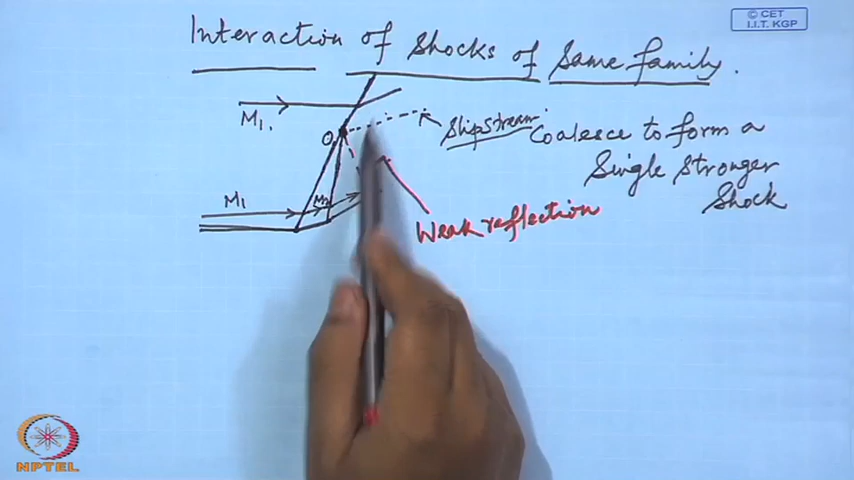 Interaction of Shocks of Same family.
© CET
I.I.T. KGP
M1.
O
Slipstream
Coalesce to form a
Single stronger
Shock
M1
M2
Weak reflection
NPTEL